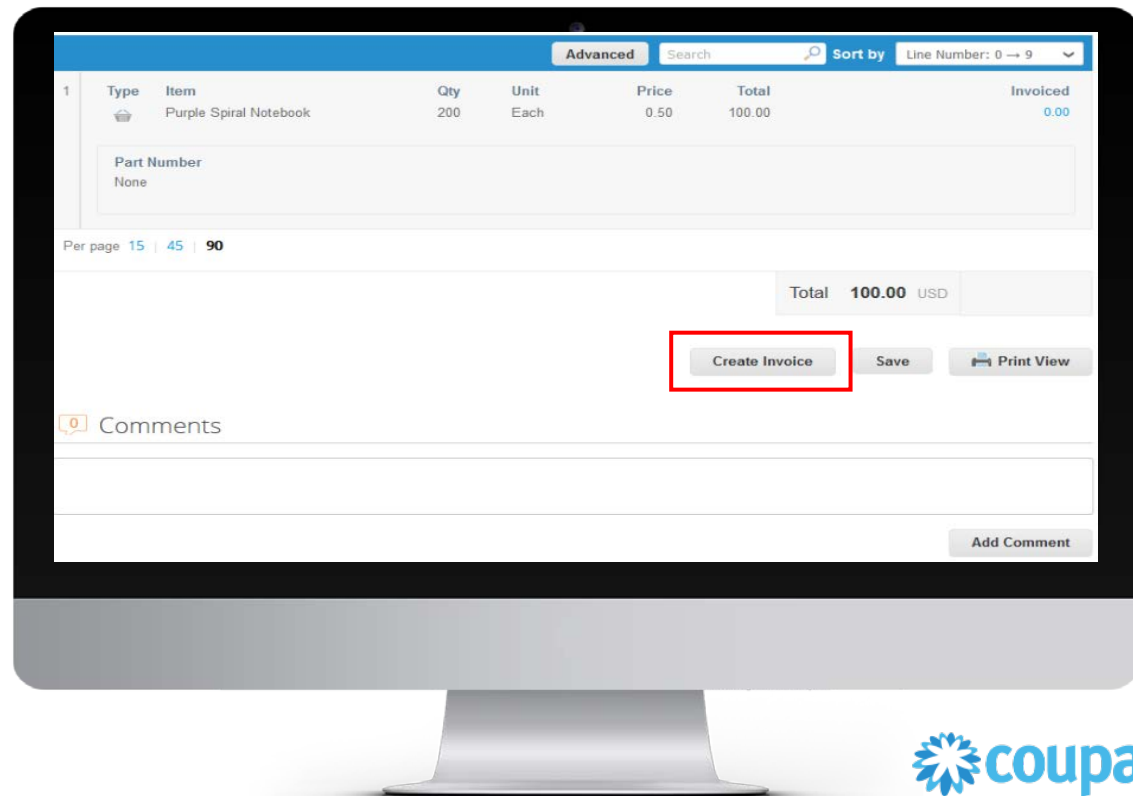 Advanced Search Sort by Line Number: 0 → 9
1 Type Item Qty Unit Price Total Invoiced
Purple Spiral Notebook 200 Each 0.50 100.00 0.00
Part Number
None
Per page 15 | 45 | 90
Total 100.00 USD
Create Invoice Save Print View
0 Comments
Add Comment
coupa